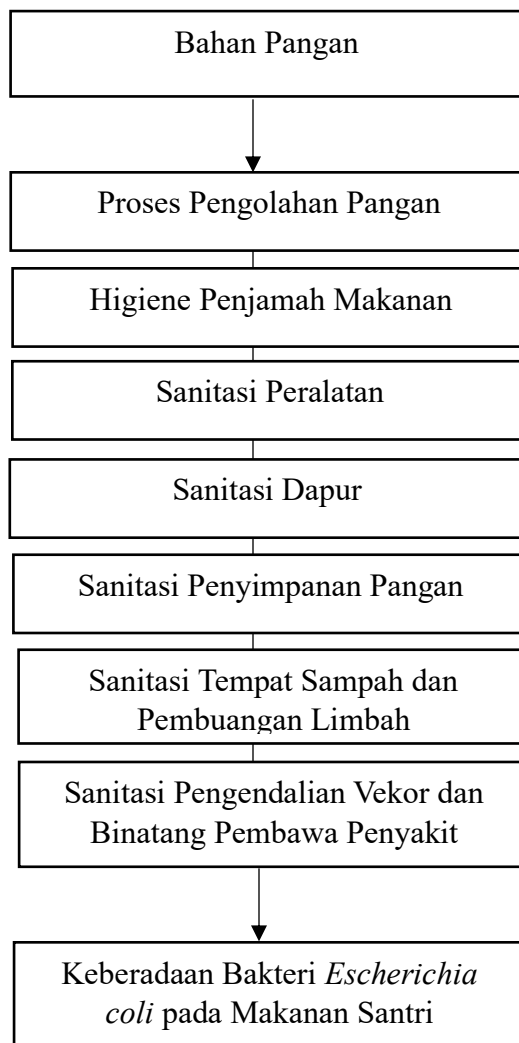 Bahan Pangan
Proses Pengolahan Pangan
Higiene Penjamah Makanan
Sanitasi Peralatan
Sanitasi Dapur
Sanitasi Penyimpanan Pangan
Sanitasi Tempat Sampah dan
Pembuangan Limbah
Sanitasi Pengendalian Vekor dan
Binatang Pembawa Penyakit
Keberadaan Bakteri Escherichia
coli pada Makanan Santri